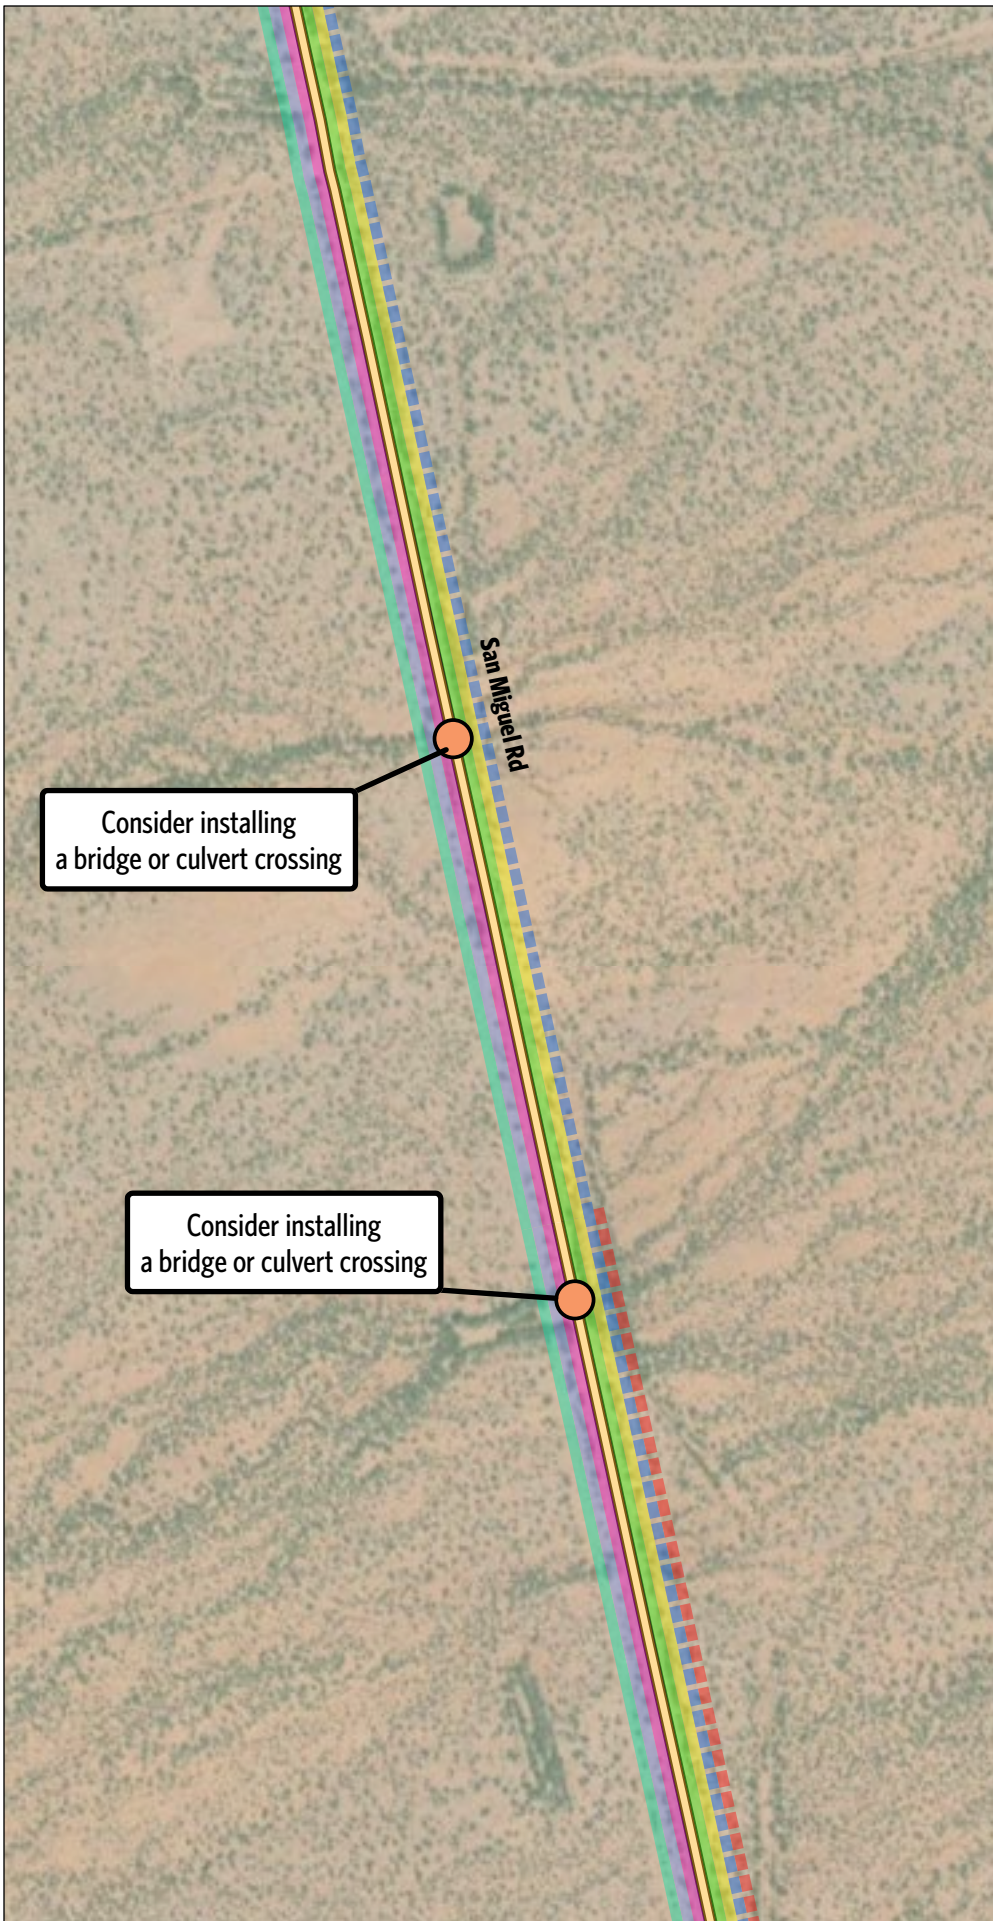 San Miguel Rd
Consider installing
a bridge or culvert crossing
Consider installing
a bridge or culvert crossing